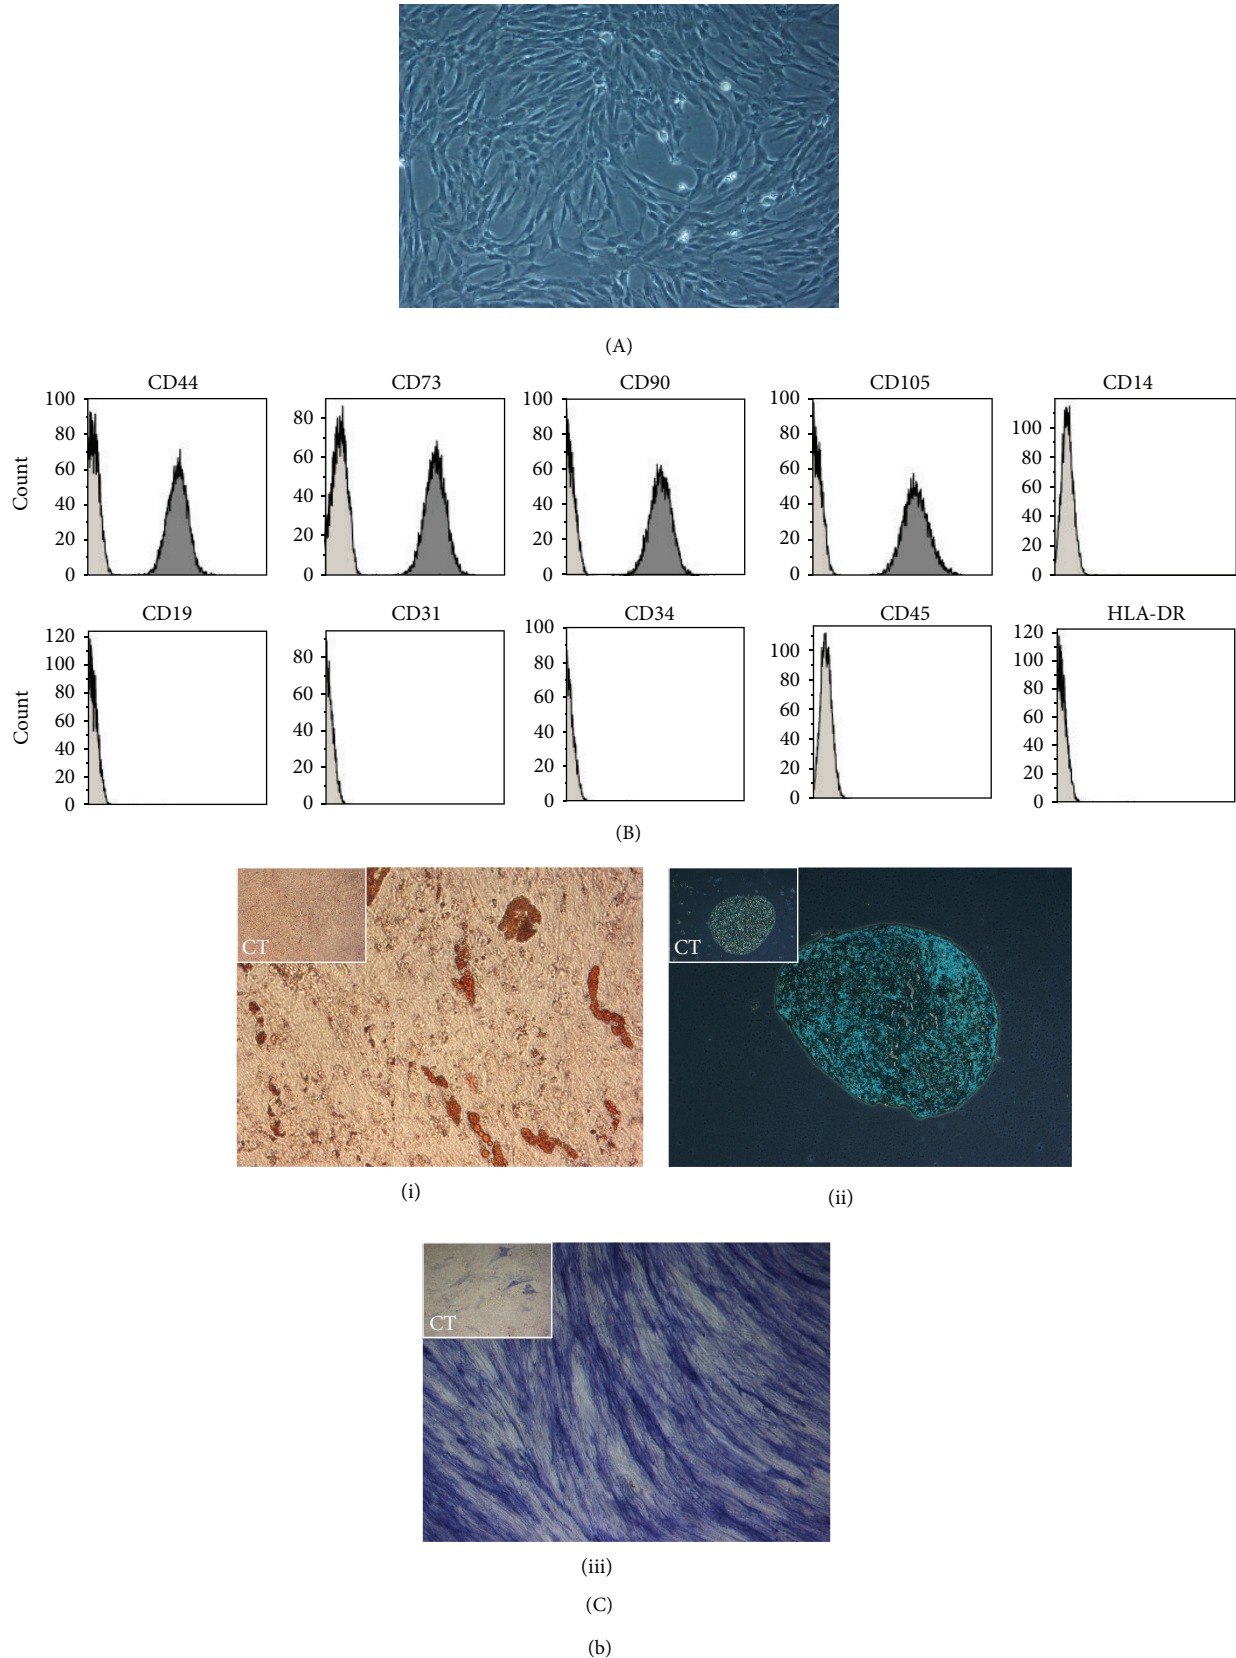 (A)
CD44 CD73 CD90 CD105 CD14
Count
100 80 60 40 20 0
80 60 40 20 0
100 80 60 40 20 0
100 80 60 40 20 0
100 80 60 40 20 0
CD19 CD31 CD34 CD45 HLA-DR
Count
120 100 80 60 40 20 0
80 60 40 20 0
100 80 60 40 20 0
100 80 60 40 20 0
120 100 80 60 40 20 0
(B)
CT CT
(i) (ii)
CT
(iii)
(C)
(b)